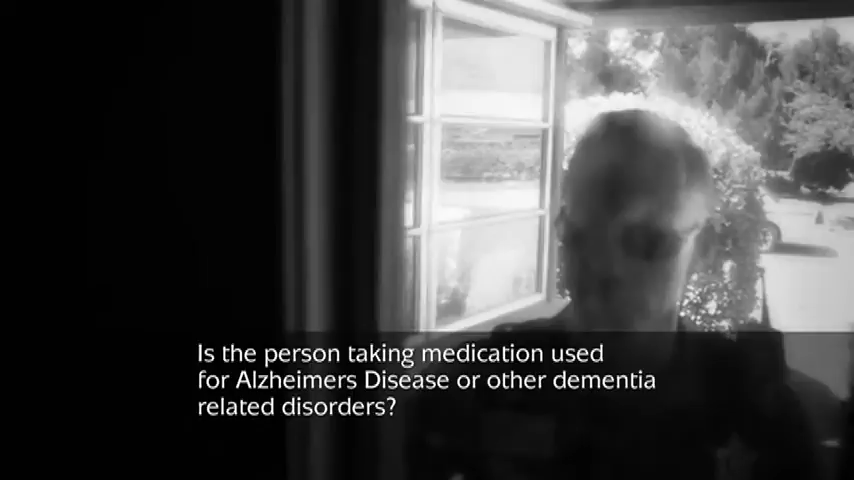 Is the person taking medication used
for Alzheimers Disease or other dementia
related disorders?